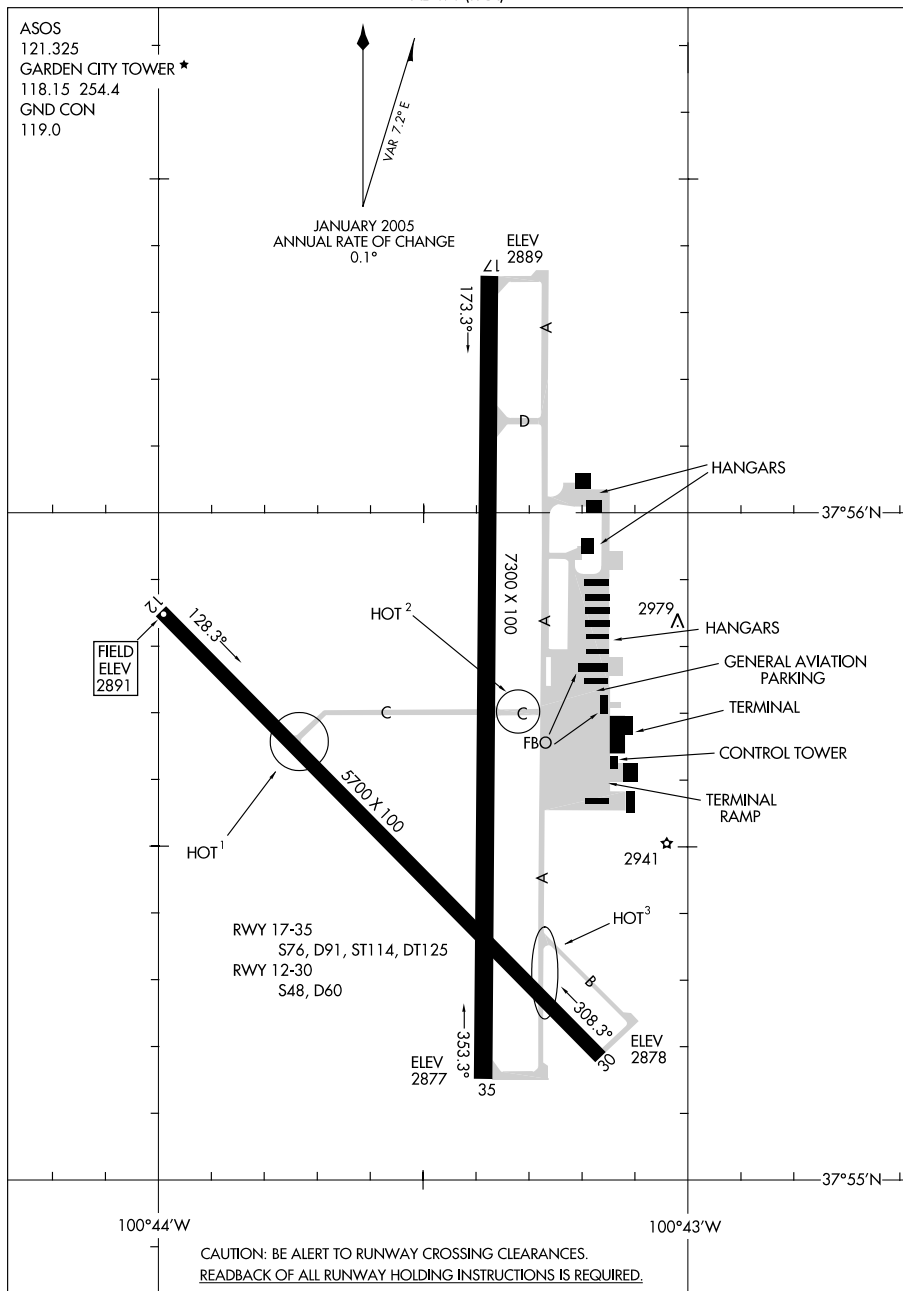 ASOS
121.325
GARDEN CITY TOWER
118.15 254.4
GND CON
119.0
VAR 7.2° E
JANUARY 2005
ANNUAL RATE OF CHANGE
0.1°
ELEV
2889
17
173.3°
A
D
HANGARS
37°56'N
7300 X 100
12
128.3°
HOT 2
A
2979
HANGARS
FIELD
ELEV
2891
GENERAL AVIATION
PARKING
C
C
TERMINAL
FBO
CONTROL TOWER
5700 X 100
TERMINAL
RAMP
HOT 1
2941
A
HOT 3
RWY 17-35
S76, D91, ST114, DT125
RWY 12-30
S48, D60
B
308.3°
353.3°
ELEV
2878
30
ELEV
2877
35
37°55'N
100°44'W
100°43'W
CAUTION: BE ALERT TO RUNWAY CROSSING CLEARANCES.
READBACK OF ALL RUNWAY HOLDING INSTRUCTIONS IS REQUIRED.